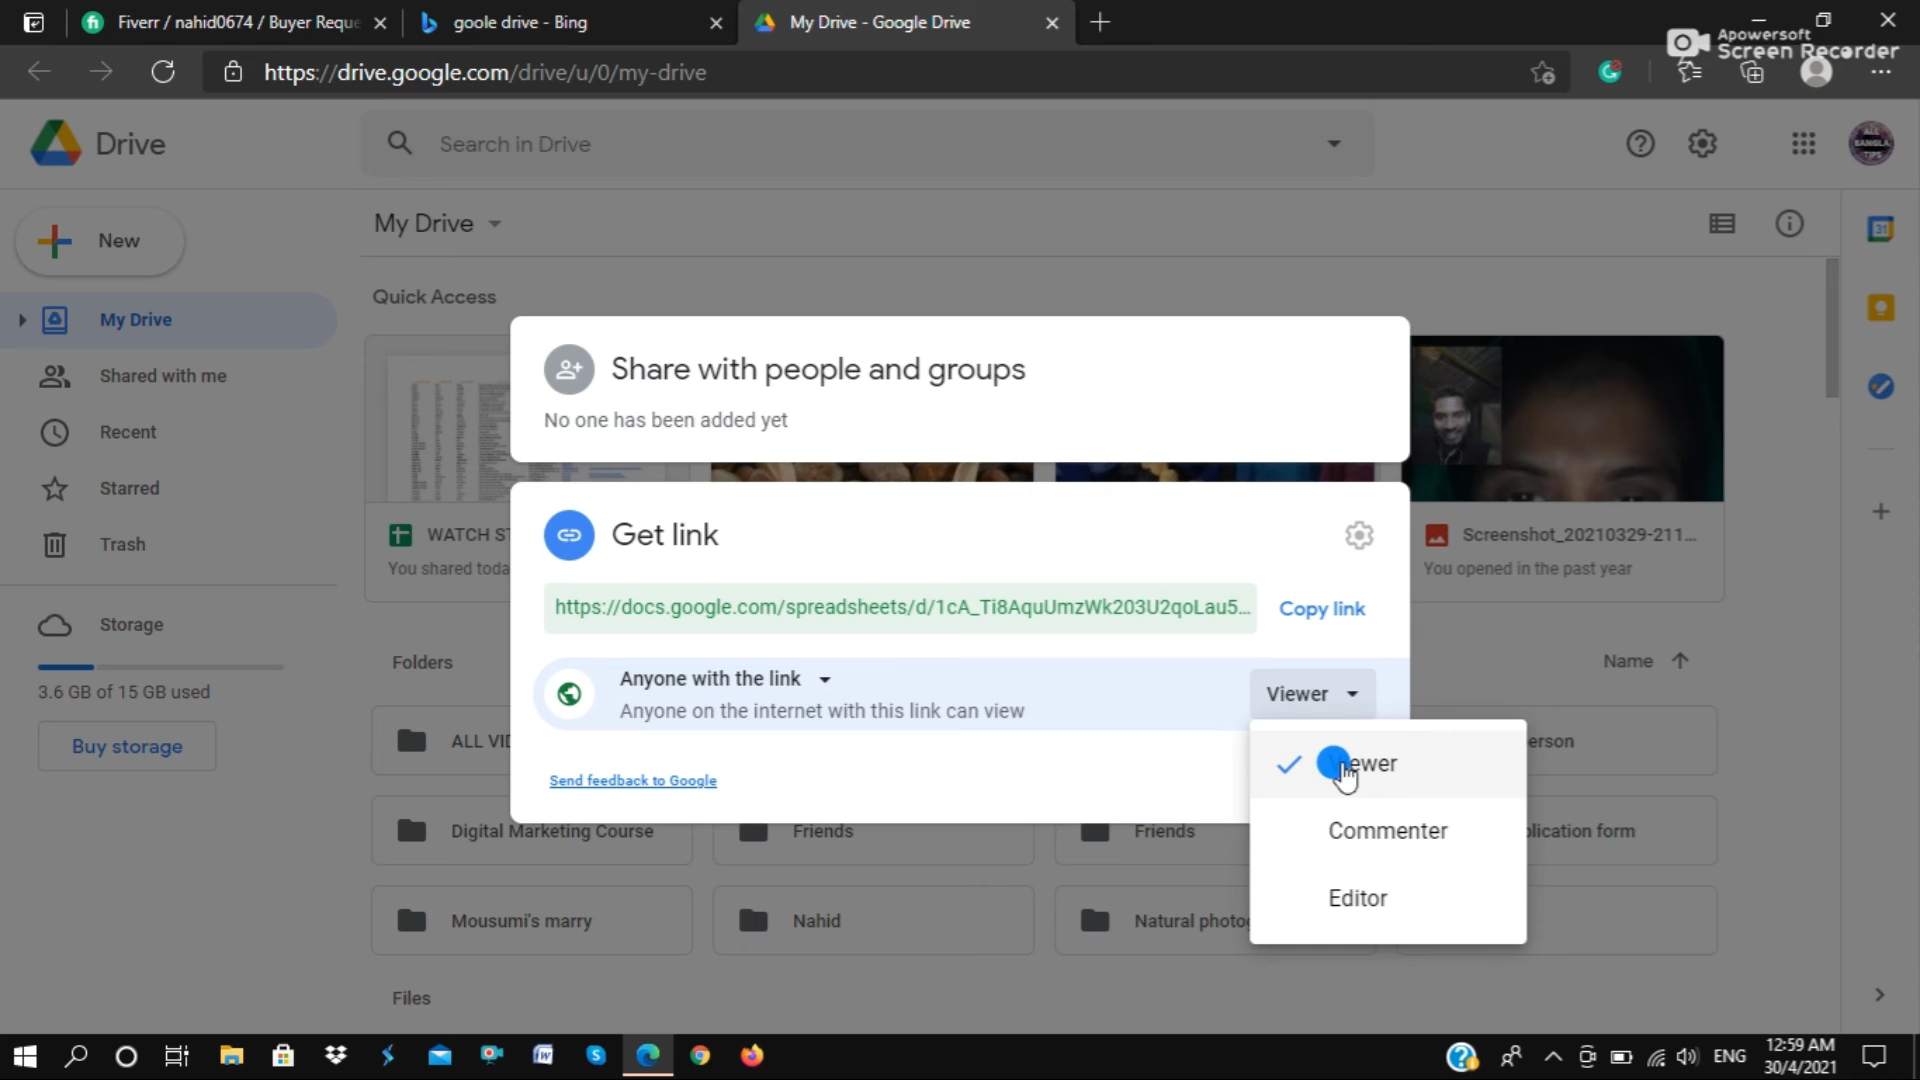 Fiverr / nahid0674 / Buyer Reque
goole drive - Bing
My Drive - Google Drive
Apowersoft
Screen Recorder
https://drive.google.com/drive/u/0/my-drive
Drive
Search in Drive
ALL
BANGLA
TIPS
New
My Drive
31
My Drive
Quick Access
Shared with me
Recent
Starred
Trash
Storage
3.6 GB of 15 GB used
Buy storage
Share with people and groups
No one has been added yet
WATCH ST
You shared toda
Screenshot_20210329-211...
You opened in the past year
Get link
https://docs.google.com/spreadsheets/d/1cA_Ti8AquUmzWk203U2qoLau5...
Copy link
Anyone with the link
Anyone on the internet with this link can view
Viewer
Send feedback to Google
Commenter
Editor
Folders
Name
ALL VI
erson
Digital Marketing Course
Friends
Friends
plication form
Mousumi's marry
Nahid
Natural photo
Files
ENG
12:59 AM
30/4/2021